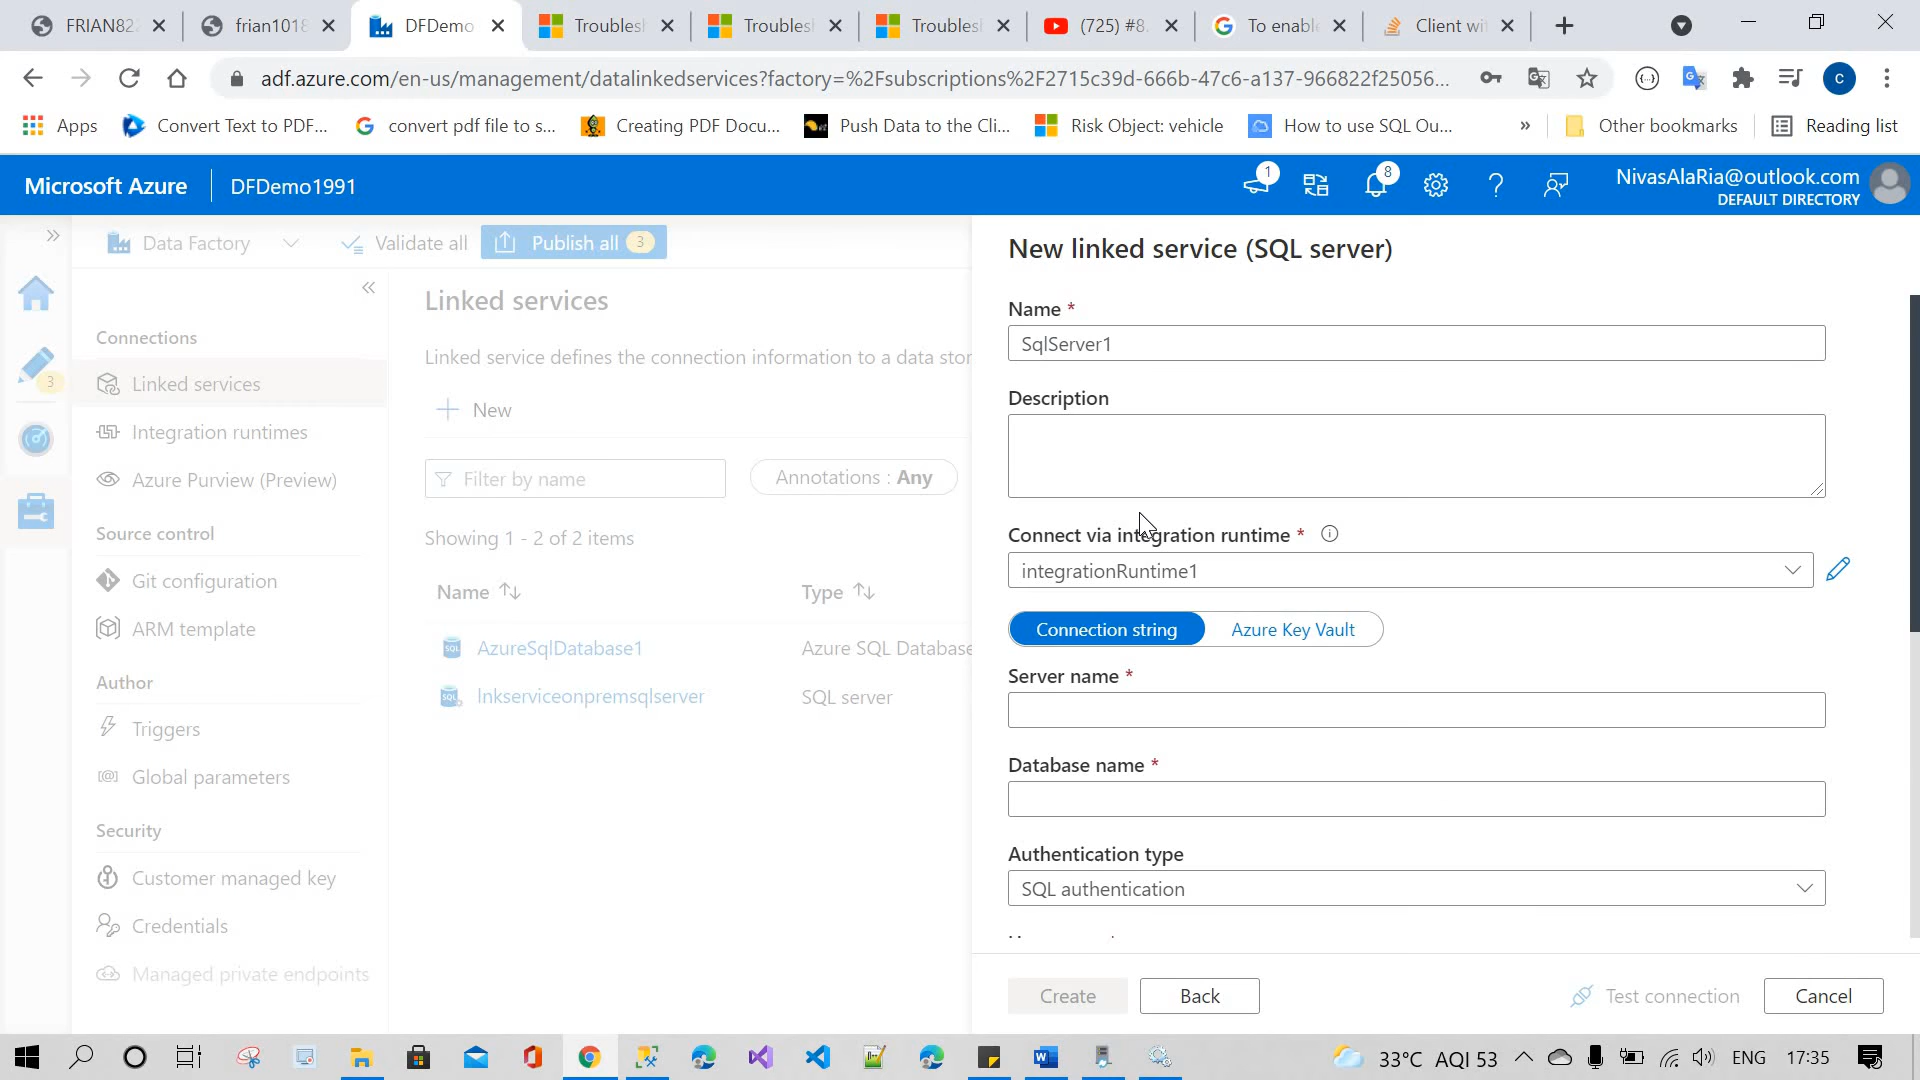 FRIAN82
frian1018
DFDemo
Troubles
Troubles
Troubles
(725) #8.
To enabl
Client wi
adf.azure.com/en-us/management/datalinkedservices?factory=%2Fsubscriptions%2F2715c39d-666b-47c6-a137-966822f25056...
c
Apps
Convert Text to PDF...
convert pdf file to s...
Creating PDF Docu...
Push Data to the Cli...
Risk Object: vehicle
How to use SQL Ou...
»
Other bookmarks
Reading list
Microsoft Azure
DFDemo1991
1
8
NivasAlaRia@outlook.com
DEFAULT DIRECTORY
Data Factory
Validate all
Publish all 3
3
Connections
Linked services
Integration runtimes
Azure Purview (Preview)
Source control
Git configuration
ARM template
Author
Triggers
Global parameters
Security
Customer managed key
Credentials
Managed private endpoints
Linked services
Linked service defines the connection information to a data stor
New
Filter by name
Annotations : Any
Showing 1 - 2 of 2 items
Name
Type
AzureSqlDatabase1
Azure SQL Database
lnkserviceonpremsqlserver
SQL server
New linked service (SQL server)
Name *
SqlServer1
Description
Connect via integration runtime *
integrationRuntime1
Connection string
Azure Key Vault
Server name *
Database name *
Authentication type
SQL authentication
Create
Back
Test connection
Cancel
33°C AQI 53
ENG
17:35